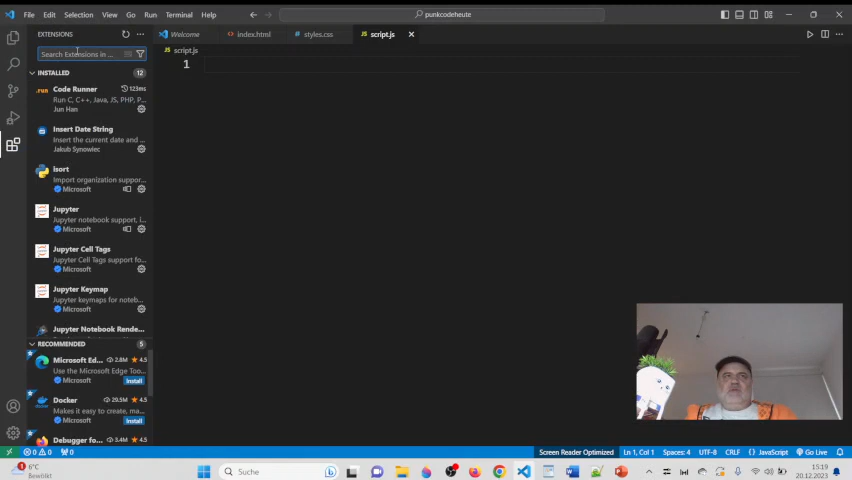 File Edit Selection View Go Run Terminal Help
punkcodeheute
EXTENSIONS
Welcome
index.html
styles.css
script.js
script.js
Search Extensions in ...
1
INSTALLED 12
Code Runner 123ms
Run C, C++, Java, JS, PHP, P...
Jun Han
Insert Date String
Insert the current date and ...
Jakub Synowiec
isort
Import organization suppor...
Microsoft
Jupyter
Jupyter notebook support, i...
Microsoft
Jupyter Cell Tags
Jupyter Cell Tags support fo...
Microsoft
Jupyter Keymap
Jupyter keymaps for noteb...
Microsoft
Jupyter Notebook Rende...
RECOMMENDED 5
Microsoft Ed... 2.8M 4.5
Use the Microsoft Edge Too...
Microsoft Install
Docker 29.5M 4.5
Makes it easy to create, ma...
Microsoft Install
Debugger fo... 3.4M 4.5
0 0 0
Screen Reader Optimized Ln 1, Col 1 Spaces: 4 UTF-8 CRLF {} JavaScript Go Live
1
6°C
Suche
15:19
20.12.2023